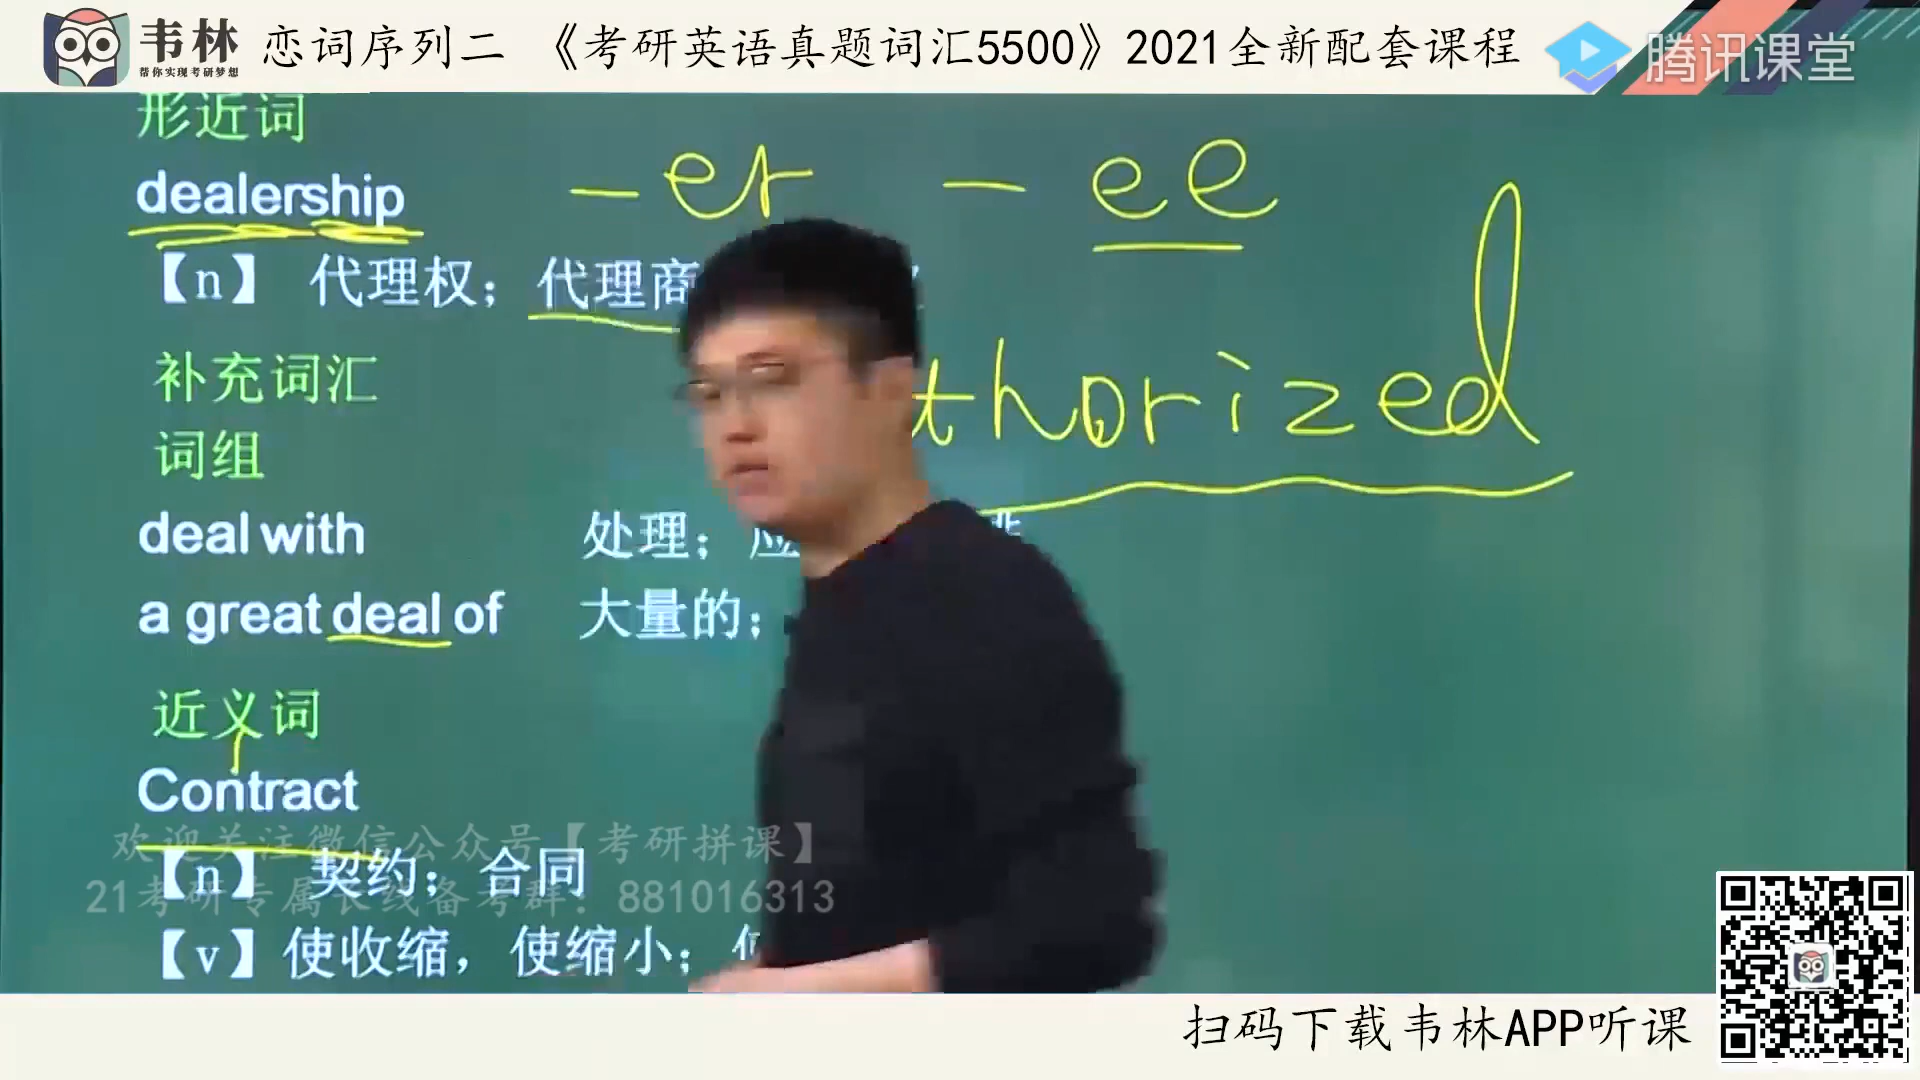 韦林
帮你实现考研梦想
恋词序列二 《考研英语真题词汇5500》2021全新配套课程
腾讯课堂
形近词
dealership
-er -ee
【n】 代理权；代理商
thorized
补充词汇
词组
deal with 处理；应
a great deal of 大量的；
近义词
Contract
欢迎关注微信公众号【考研拼课】
【n】 契约；合同
21考研专属长线备考群：881016313
【v】使收缩，使缩小；使
扫码下载韦林APP听课